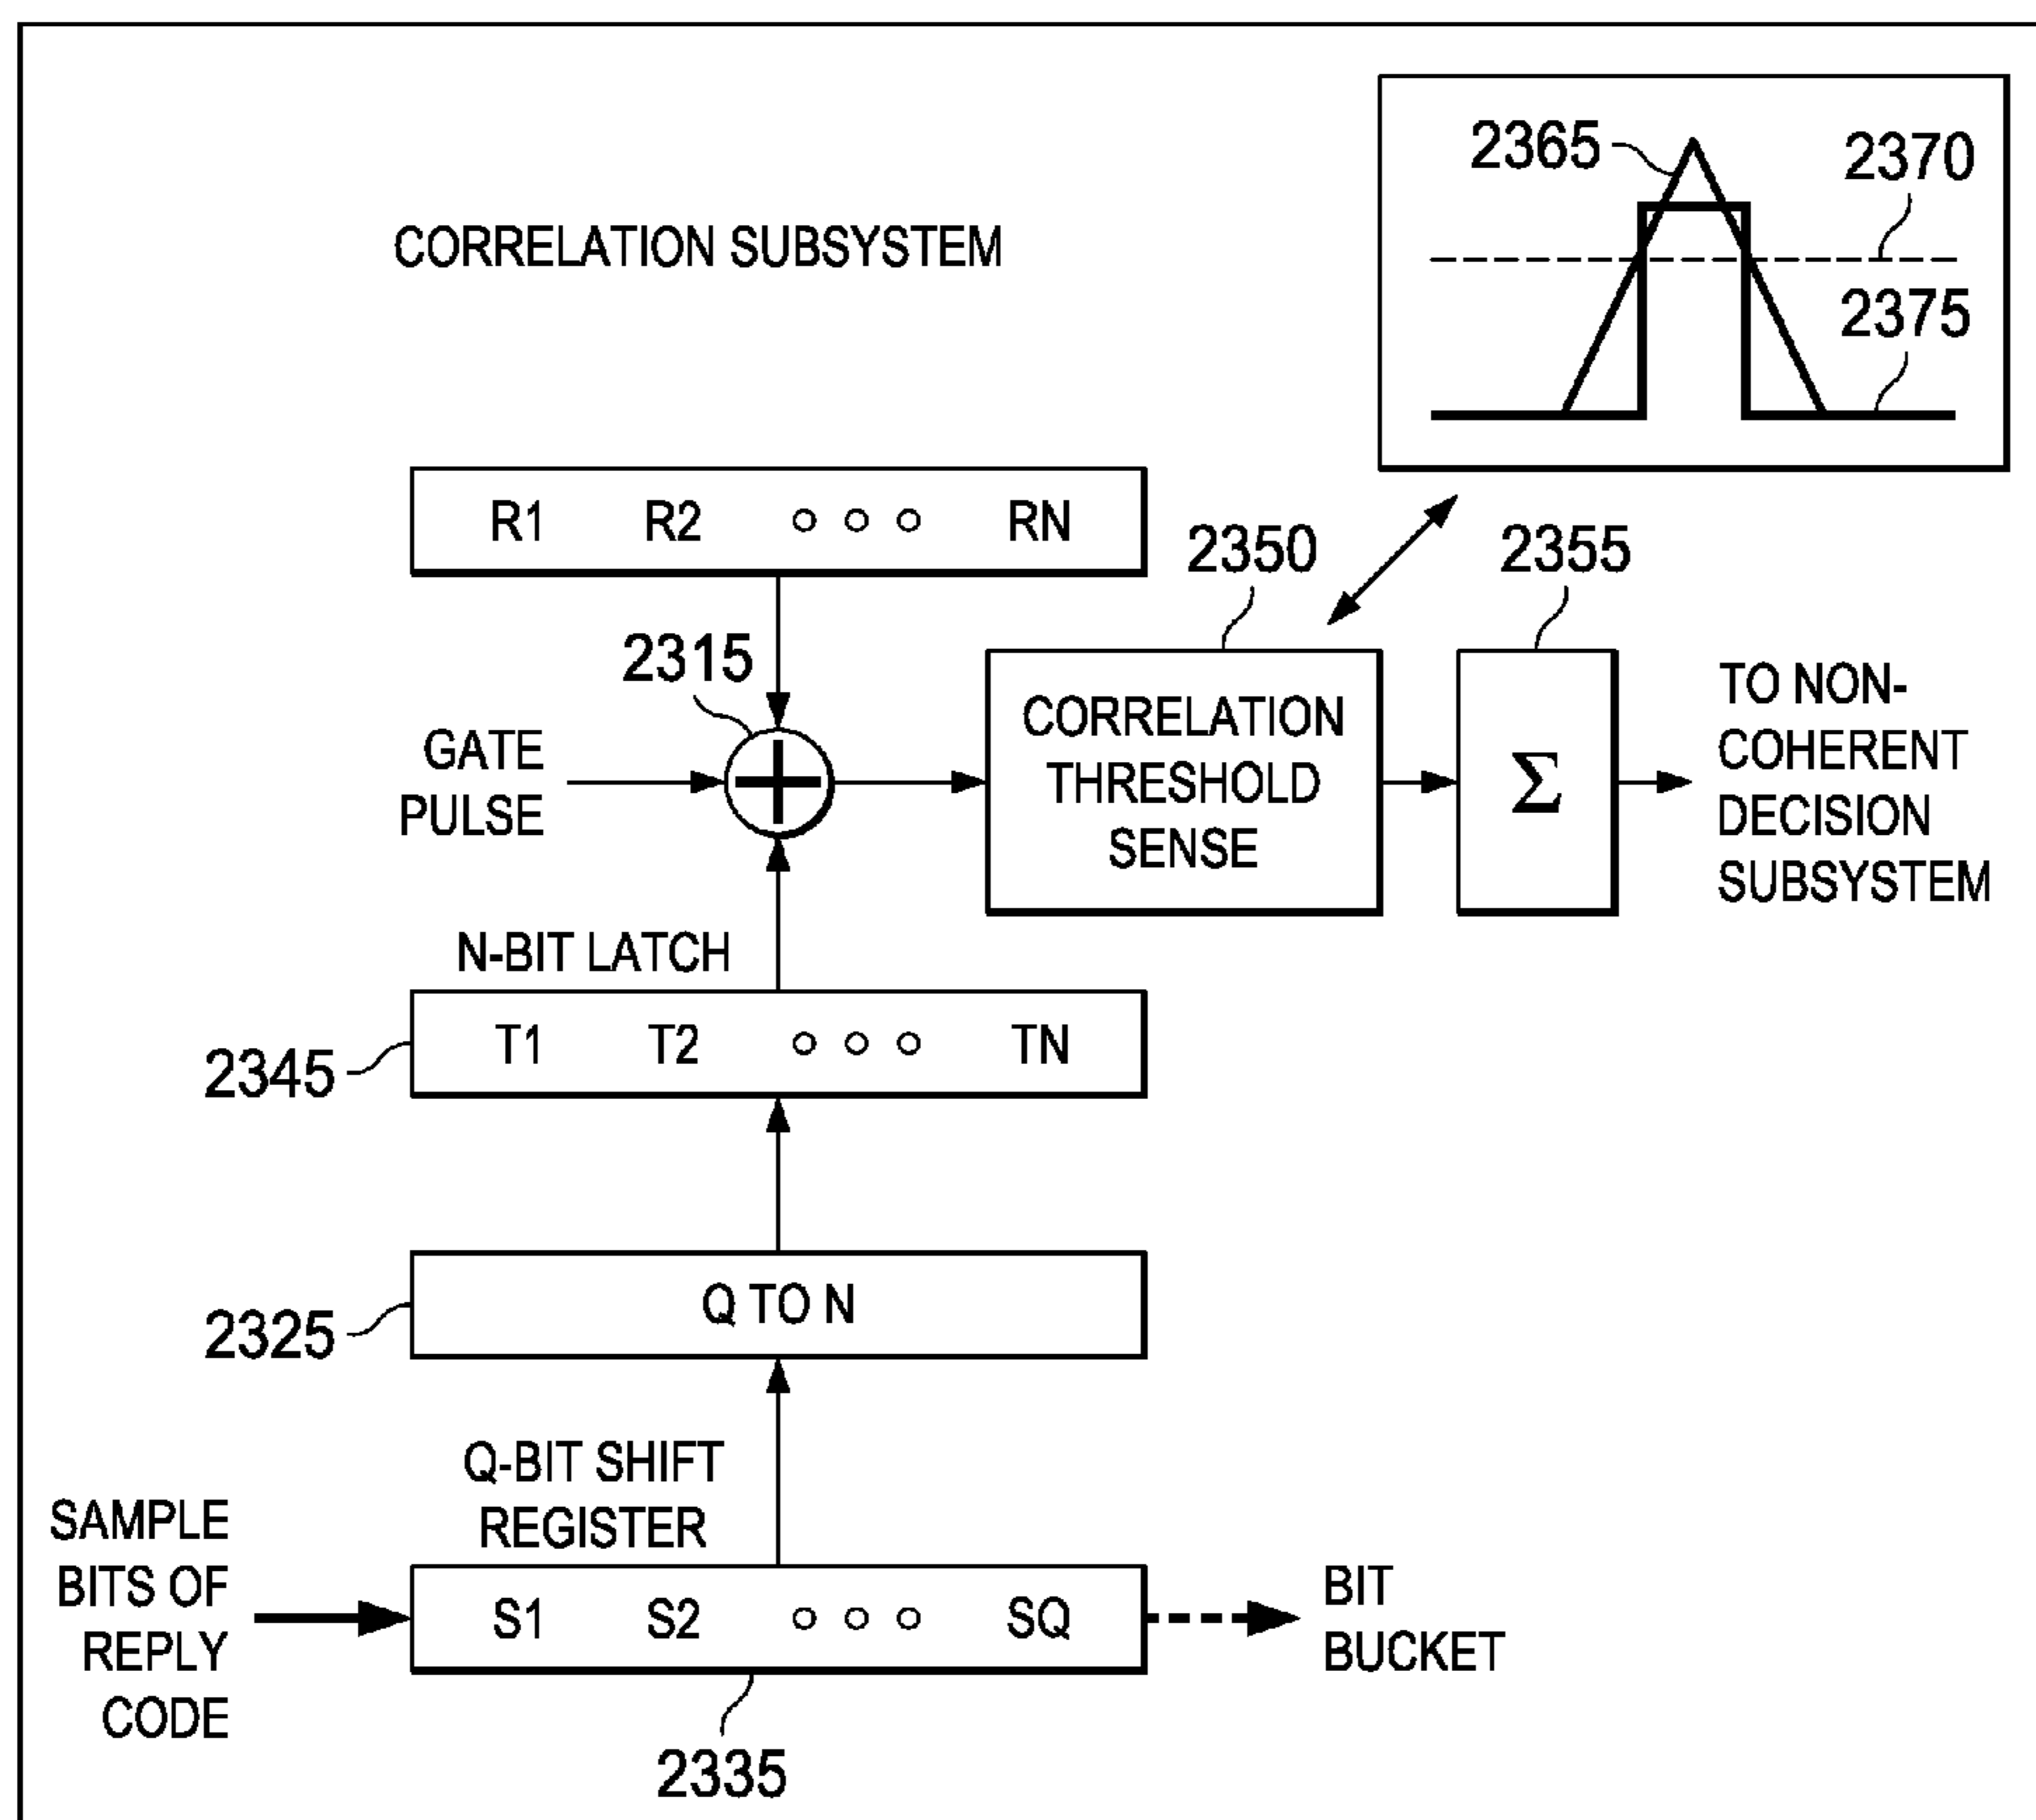 2365
2370
2375
CORRELATION SUBSYSTEM
R1 R2 RN
2350
2355
2315
GATE
PULSE
+
CORRELATION
THRESHOLD
SENSE
Σ
TO NON-
COHERENT
DECISION
SUBSYSTEM
N-BIT LATCH
T1 T2 TN
2345
Q TO N
2325
Q-BIT SHIFT
REGISTER
SAMPLE
BITS OF
REPLY
CODE
S1 S2 SQ
BIT
BUCKET
2335